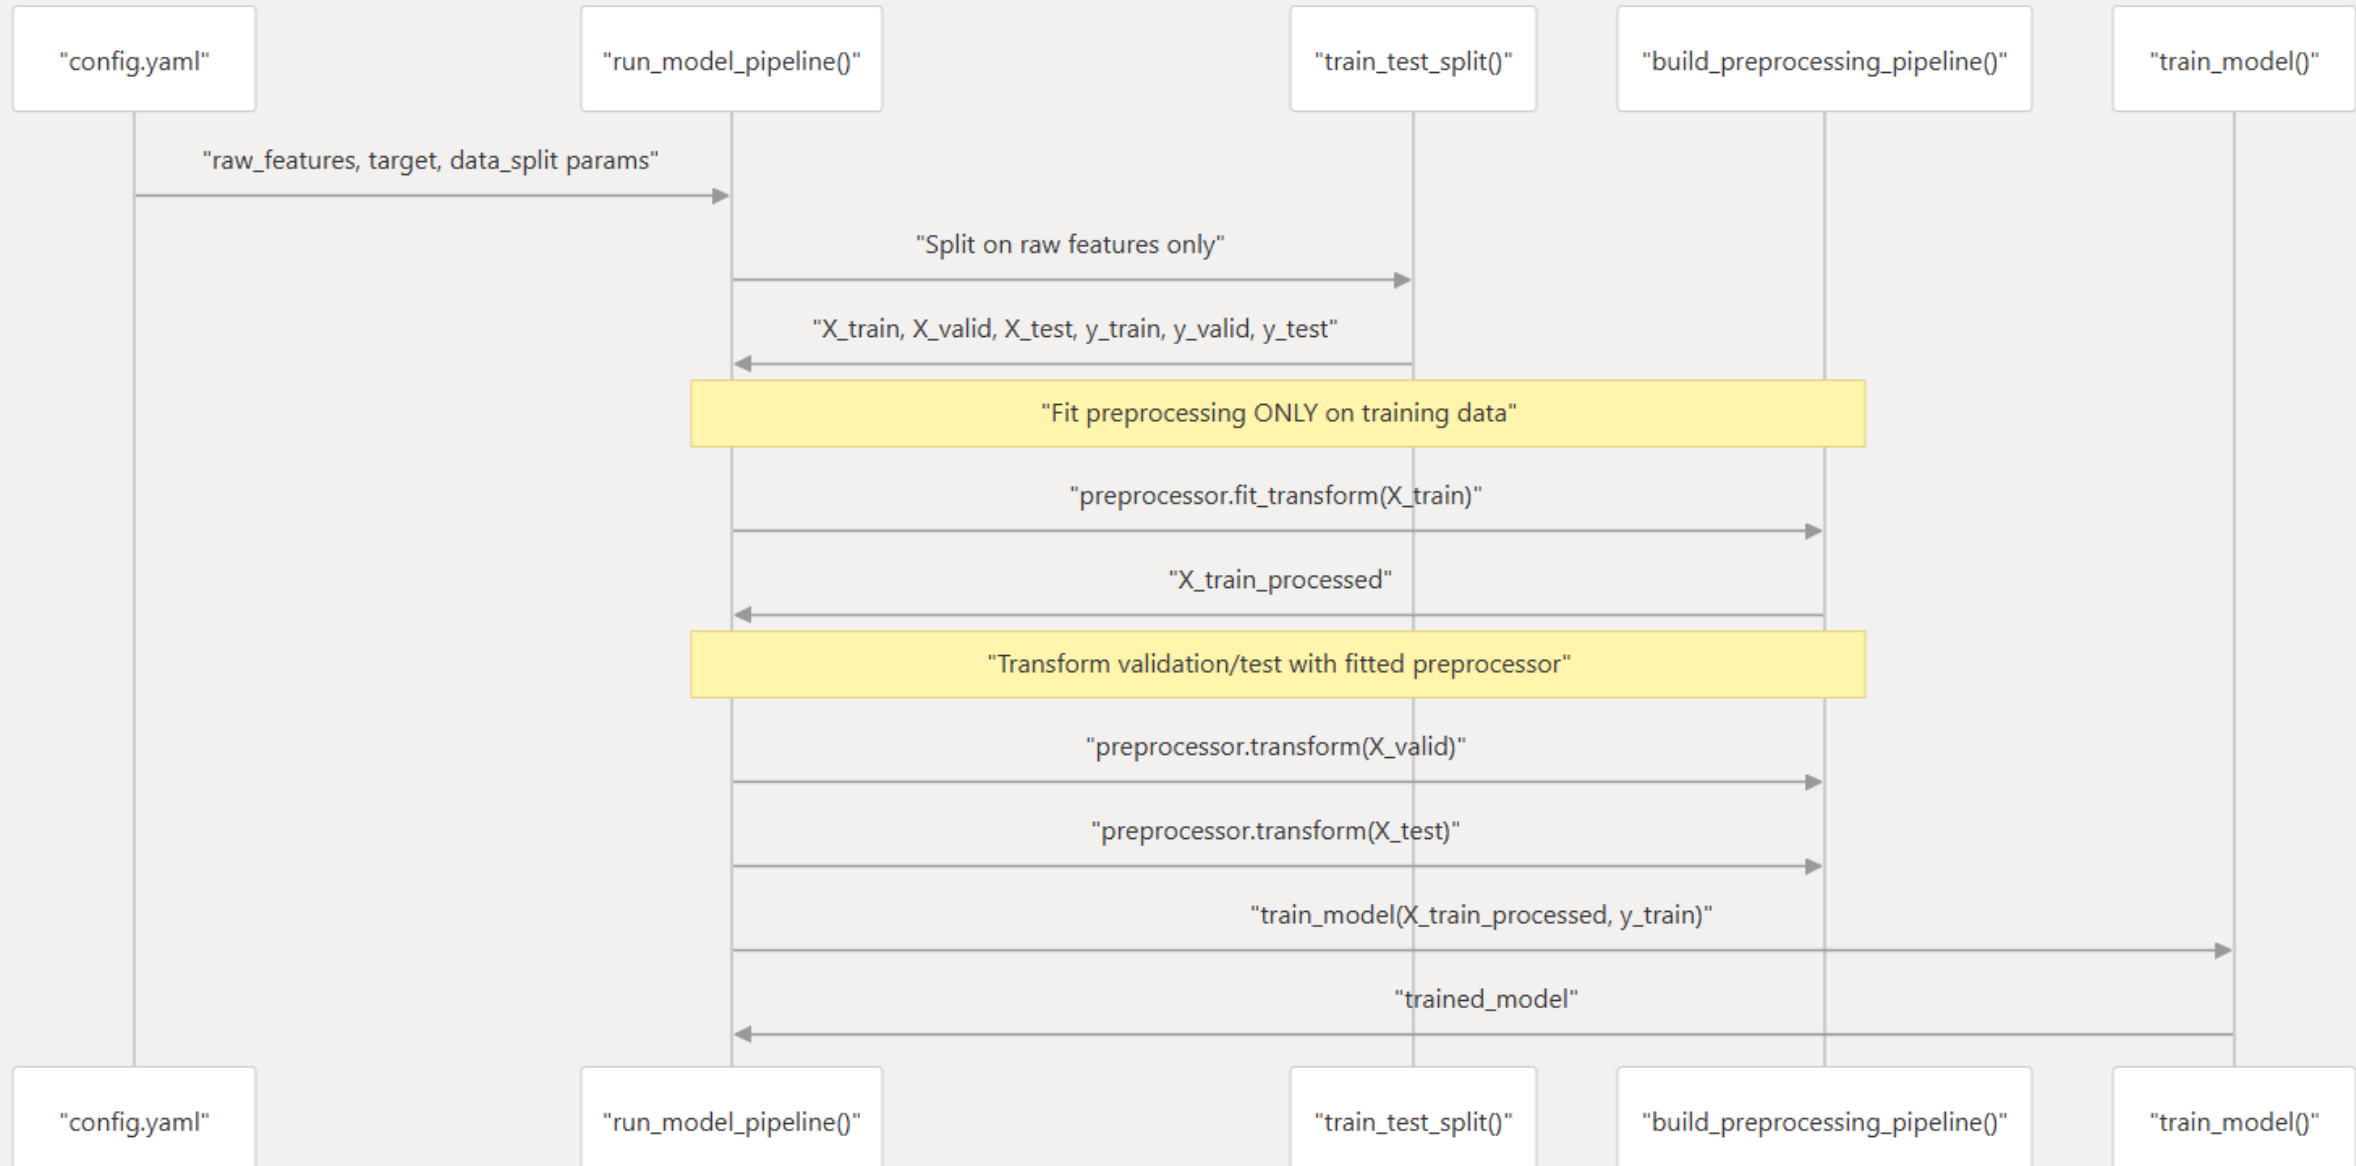 "config.yaml"
"run_model_pipeline()"
"train_test_split()"
"build_preprocessing_pipeline()"
"train_model()"
"raw_features, target, data_split params"
"Split on raw features only"
"X_train, X_valid, X_test, y_train, y_valid, y_test"
"Fit preprocessing ONLY on training data"
"preprocessor.fit_transform(X_train)"
"X_train_processed"
"Transform validation/test with fitted preprocessor"
"preprocessor.transform(X_valid)"
"preprocessor.transform(X_test)"
"train_model(X_train_processed, y_train)"
"trained_model"
"config.yaml"
"run_model_pipeline()"
"train_test_split()"
"build_preprocessing_pipeline()"
"train_model()"